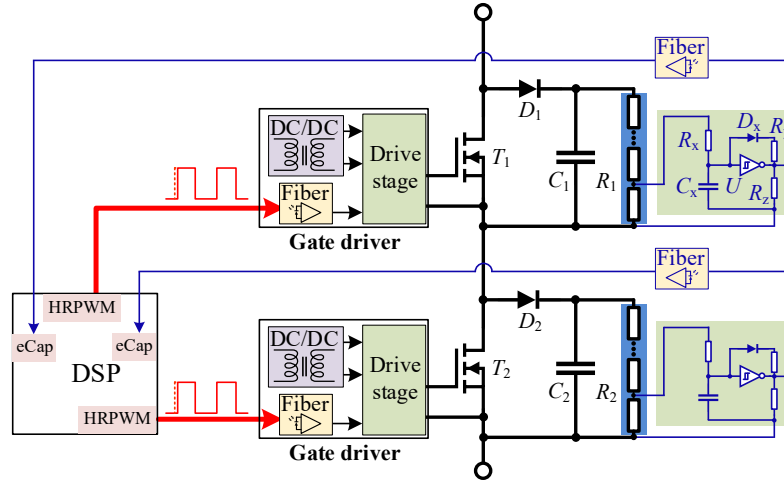 Fiber
DC/DC
Fiber
Drive
stage
Gate driver
T1
D1
C1
R1
Rx
Cx
U
Dx
R
Rz
HRPWM
eCap
eCap
DSP
HRPWM
Fiber
DC/DC
Fiber
Drive
stage
Gate driver
T2
D2
C2
R2